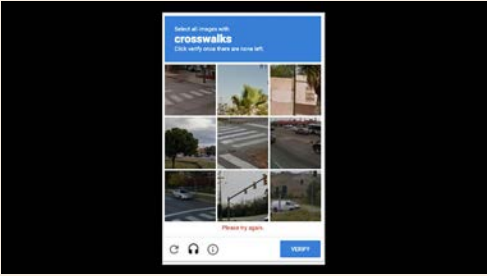 Select all images with
crosswalks
Click verify once there are none left.
Please try again.
VERIFY